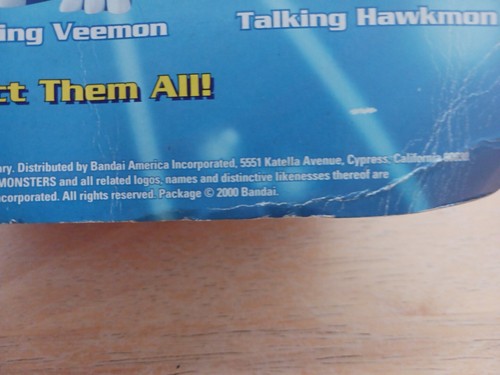 ing Veemon
Talking Hawkmon
ct Them All!
ary. Distributed by Bandai America Incorporated, 5551 Katella Avenue, Cypress, California
MONSTERS and all related logos, names and distinctive likenesses thereof are
ncorporated. All rights reserved. Package © 2000 Bandai.